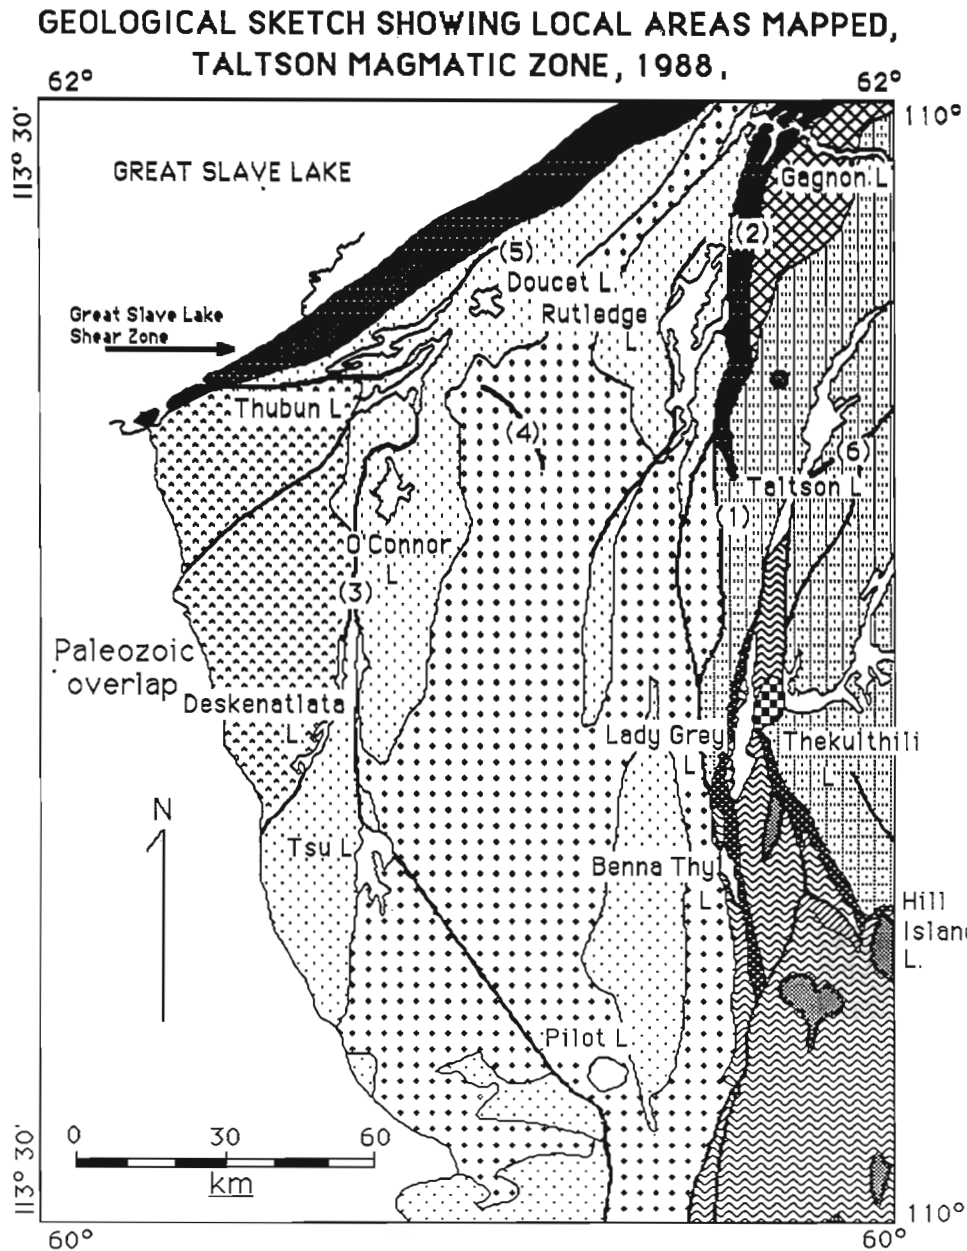 GEOLOGICAL SKETCH SHOWING LOCAL AREAS MAPPED,
TALTSON MAGMATIC ZONE, 1988.
62°
62°
113° 30'
110°
GREAT SLAVE LAKE
Gagnon L
(2)
(5)
Doucet L.
Rutledge
L
Great Slave Lake
Shear Zone
Thubun L
(4)
(6)
Taltson L
(1)
O'Connor
L
(3)
Paleozoic
overlap
Deskenatlata
L
Lady Grey
L
Thekulthili
L
N
Tsu L
Benna Thy
L
Hill
Islan
L.
Pilot L
0 30 60
km
113° 30'
110°
60°
60°